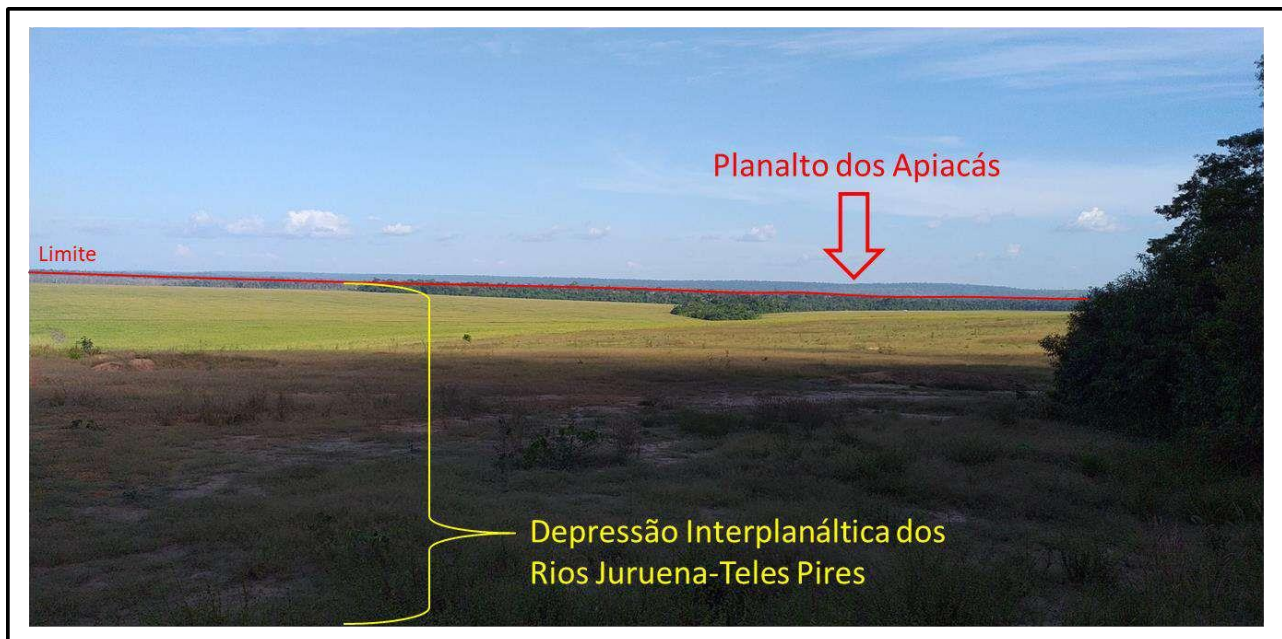 Planalto dos Apiacás
Limite
Depressão Interplanáltica dos
Rios Juruena-Teles Pires